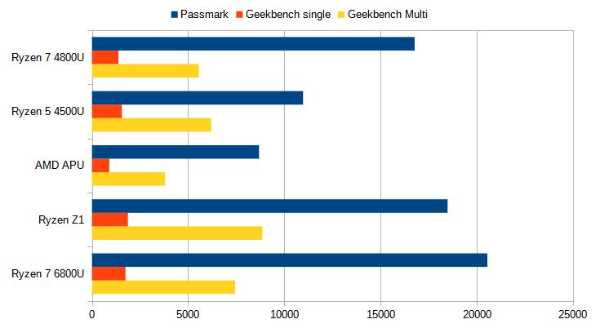 Passmark Geekbench single Geekbench Multi
Ryzen 7 4800U
Ryzen 5 4500U
AMD APU
Ryzen Z1
Ryzen 7 6800U
0 5000 10000 15000 20000 25000